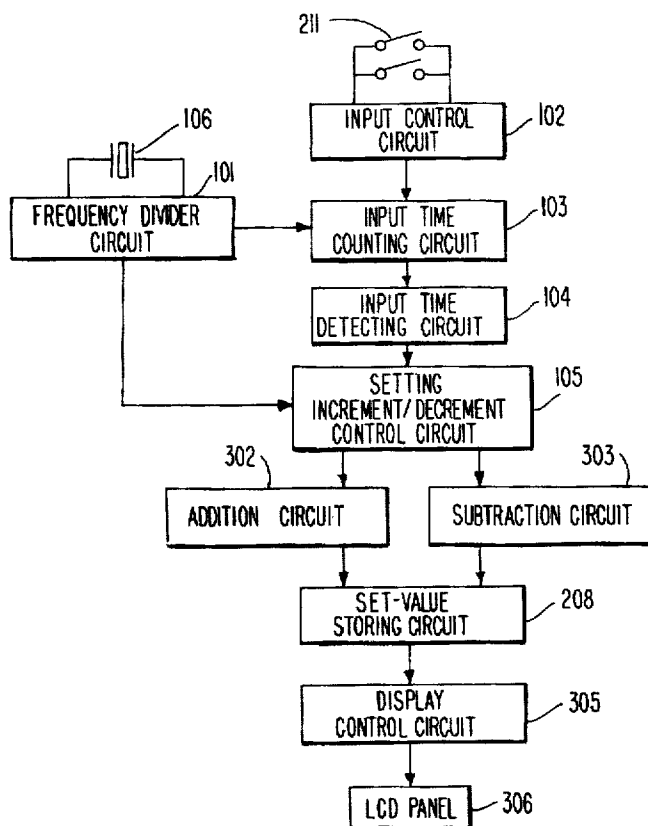 211
INPUT CONTROL
CIRCUIT
102
106
101
FREQUENCY DIVIDER
CIRCUIT
INPUT TIME
COUNTING CIRCUIT
103
INPUT TIME
DETECTING CIRCUIT
104
SETTING
INCREMENT/DECREMENT
CONTROL CIRCUIT
105
302
ADDITION CIRCUIT
303
SUBTRACTION CIRCUIT
SET-VALUE
STORING CIRCUIT
208
DISPLAY
CONTROL CIRCUIT
305
LCD PANEL
306